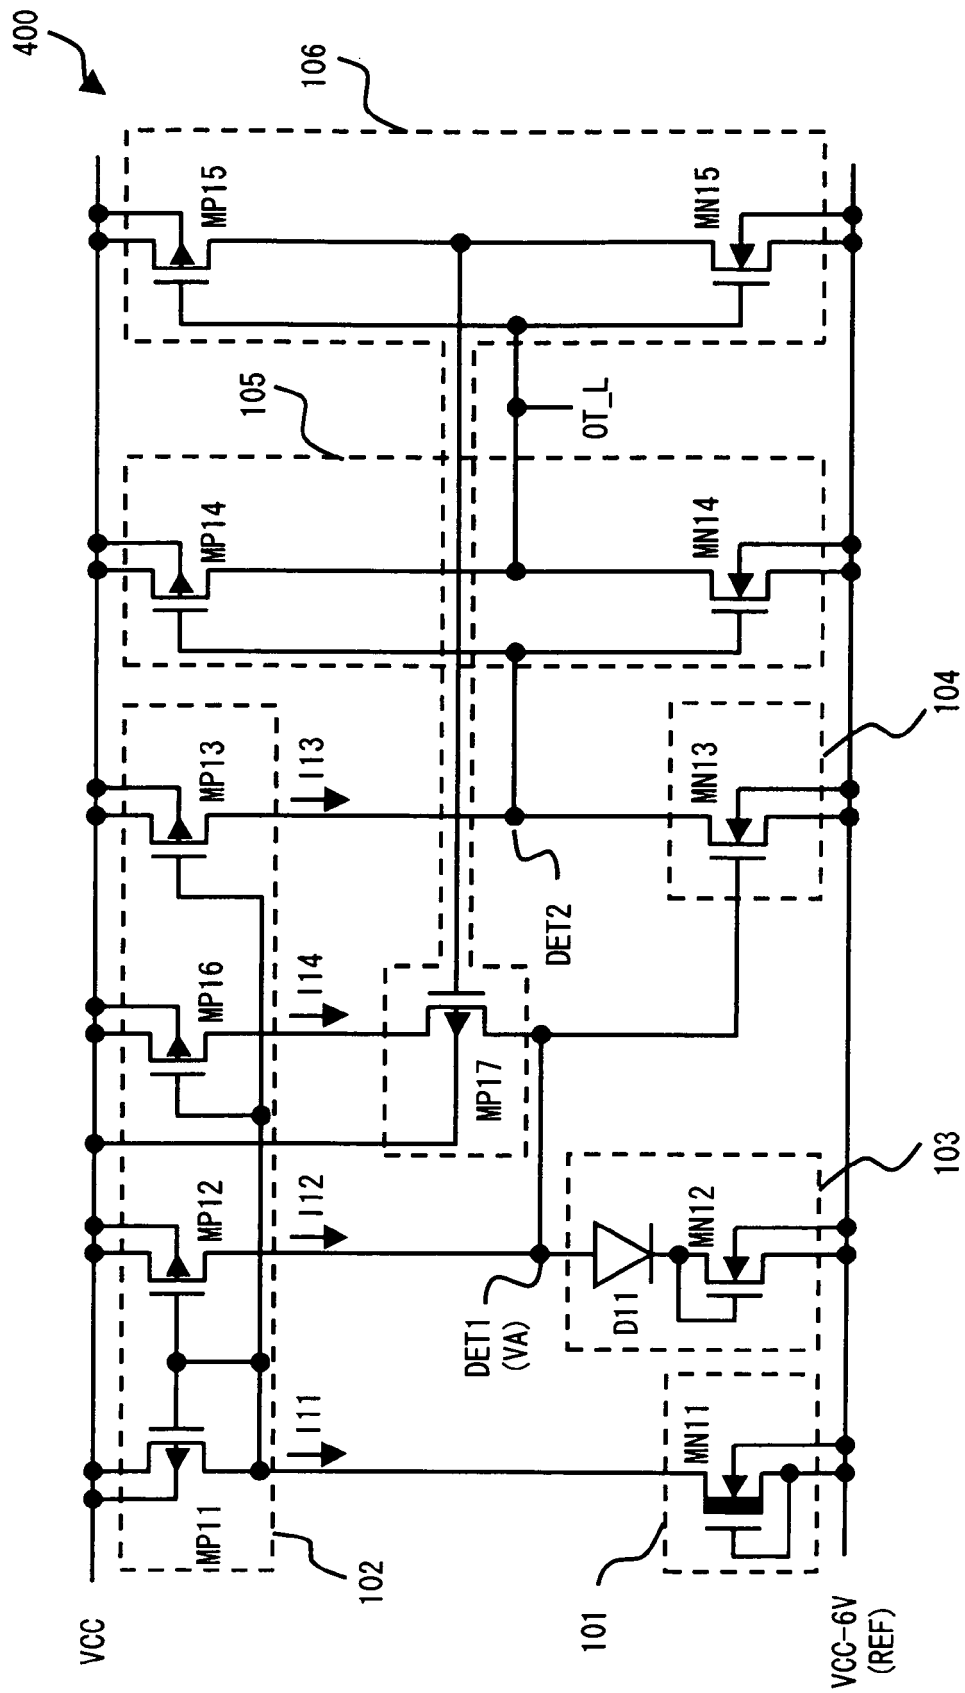 400
106
105
VCC
MP11
MP12
MP16
MP13
MP14
MP15
102
I11
I12
I14
I13
MP17
DET1
(VA)
DET2
OT_L
D11
MN11
MN12
MN13
MN14
MN15
101
103
104
VCC-6V
(REF)